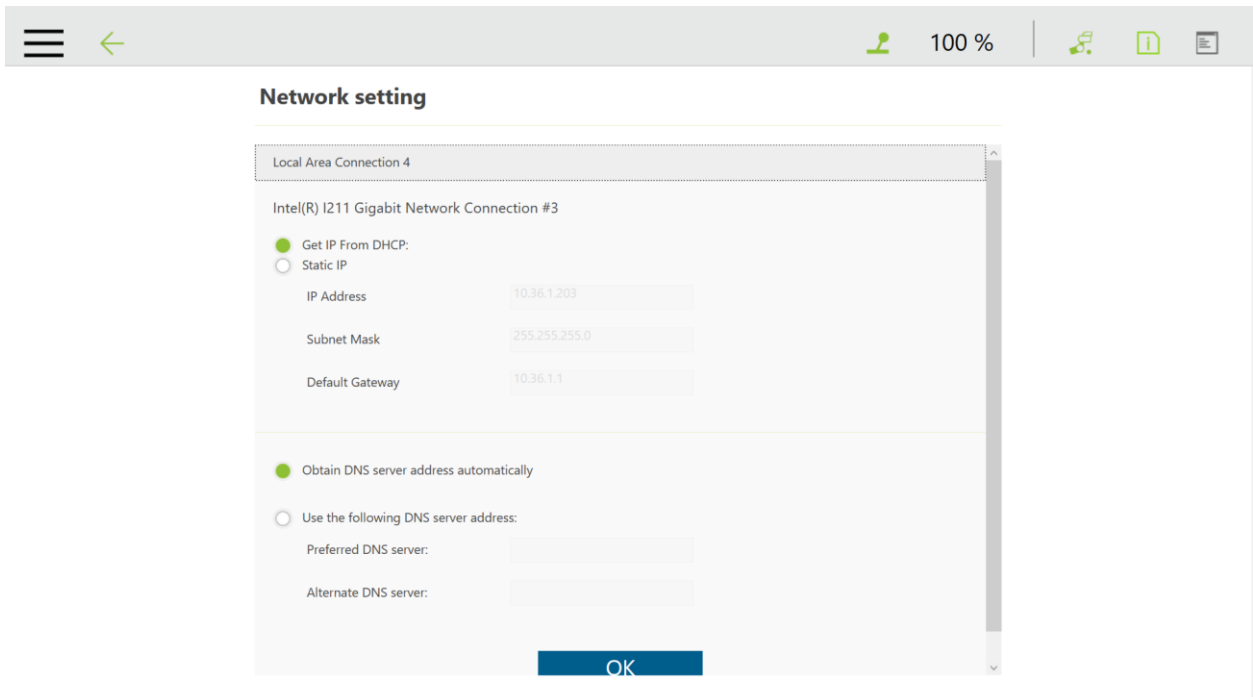 100 %
Network setting
Local Area Connection 4
Intel(R) I211 Gigabit Network Connection #3
Get IP From DHCP:
Static IP
IP Address 10.36.1.203
Subnet Mask 255.255.255.0
Default Gateway 10.36.1.1
Obtain DNS server address automatically
Use the following DNS server address:
Preferred DNS server:
Alternate DNS server:
OK